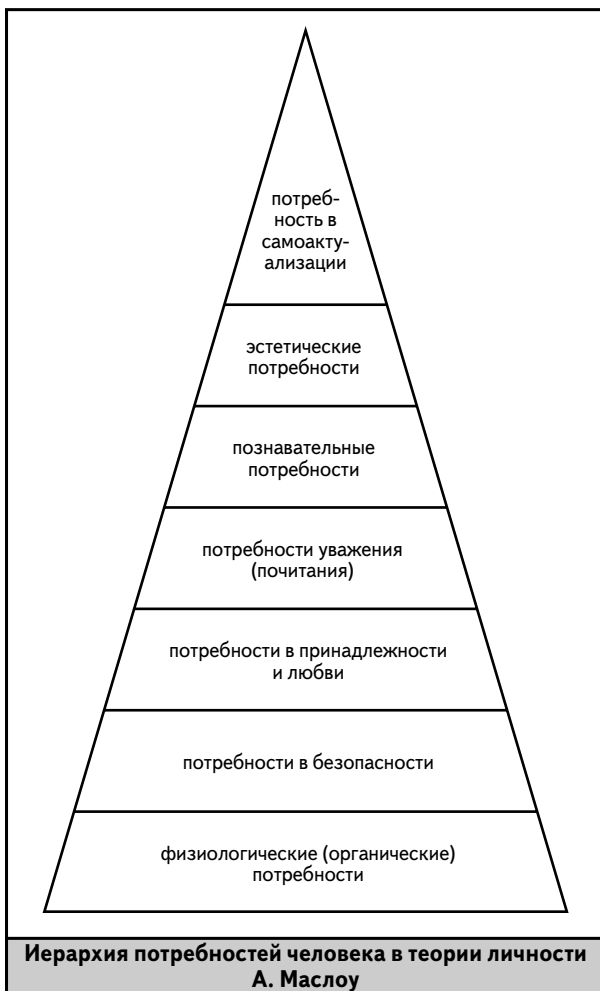 потреб-
ность в
самоакту-
ализации
эстетические
потребности
познавательные
потребности
потребности уважения
(почитания)
потребности в принадлежности
и любви
потребности в безопасности
физиологические (органические)
потребности
Иерархия потребностей человека в теории личности
А. Маслоу